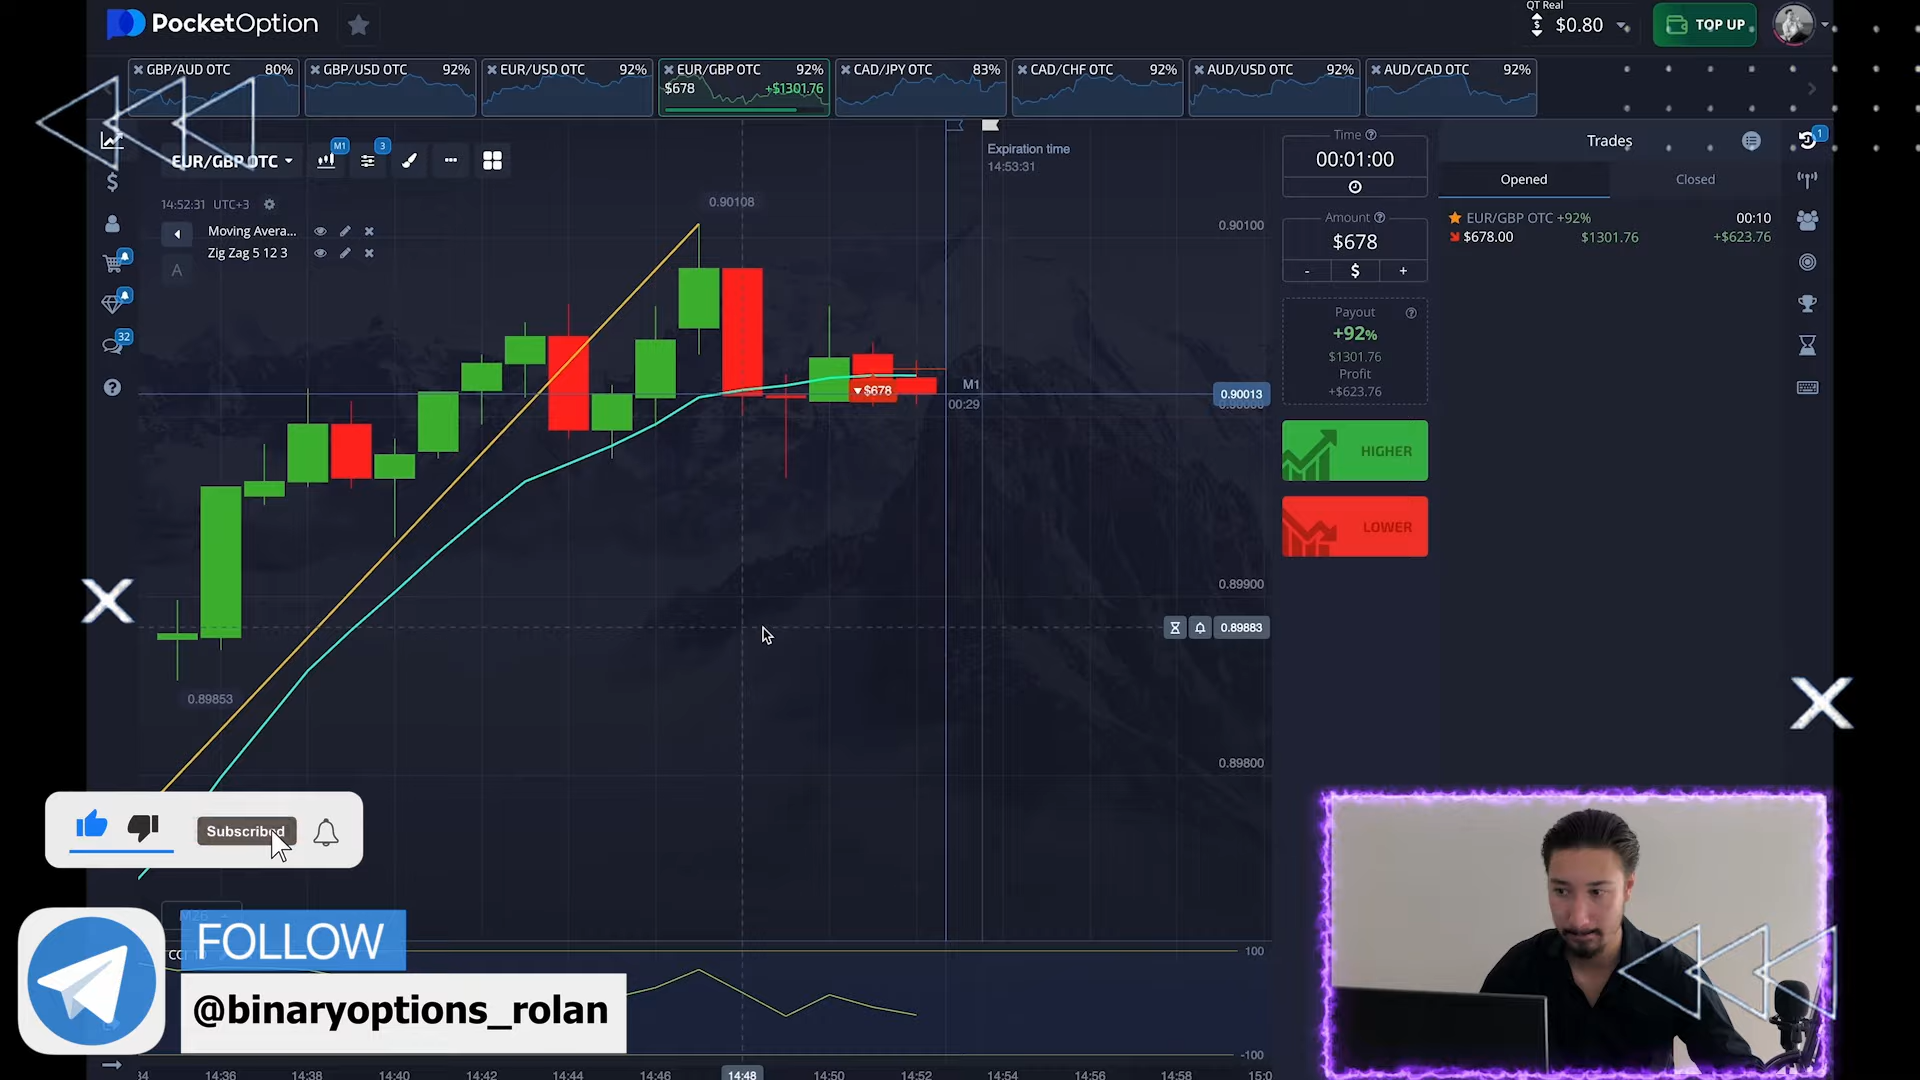 PocketOption
QT Real
$0.80
TOP UP
GBP/AUD OTC 80%
GBP/USD OTC 92%
EUR/USD OTC 92%
EUR/GBP OTC 92%
$678 +$1301.76
CAD/JPY OTC 83%
CAD/CHF OTC 92%
AUD/USD OTC 92%
AUD/CAD OTC 92%
EUR/GBP OTC
M1
3
14:52:31 UTC+3
Moving Avera...
Zig Zag 5 12 3
A
32
0.90108
Expiration time
14:53:31
0.90100
M1
00:29
$678
0.90013
0.89900
0.89883
0.89853
0.89800
Time
00:01:00
Amount
$678
- $ +
Payout
+92%
$1301.76
Profit
+$623.76
HIGHER
LOWER
Trades
1
Opened
Closed
EUR/GBP OTC +92% 00:10
$678.00 $1301.76 +$623.76
Subscribed
FOLLOW
@binaryoptions_rolan
100
-100
14:36 14:38 14:40 14:42 14:44 14:46 14:48 14:50 14:52 14:54 14:56 14:58